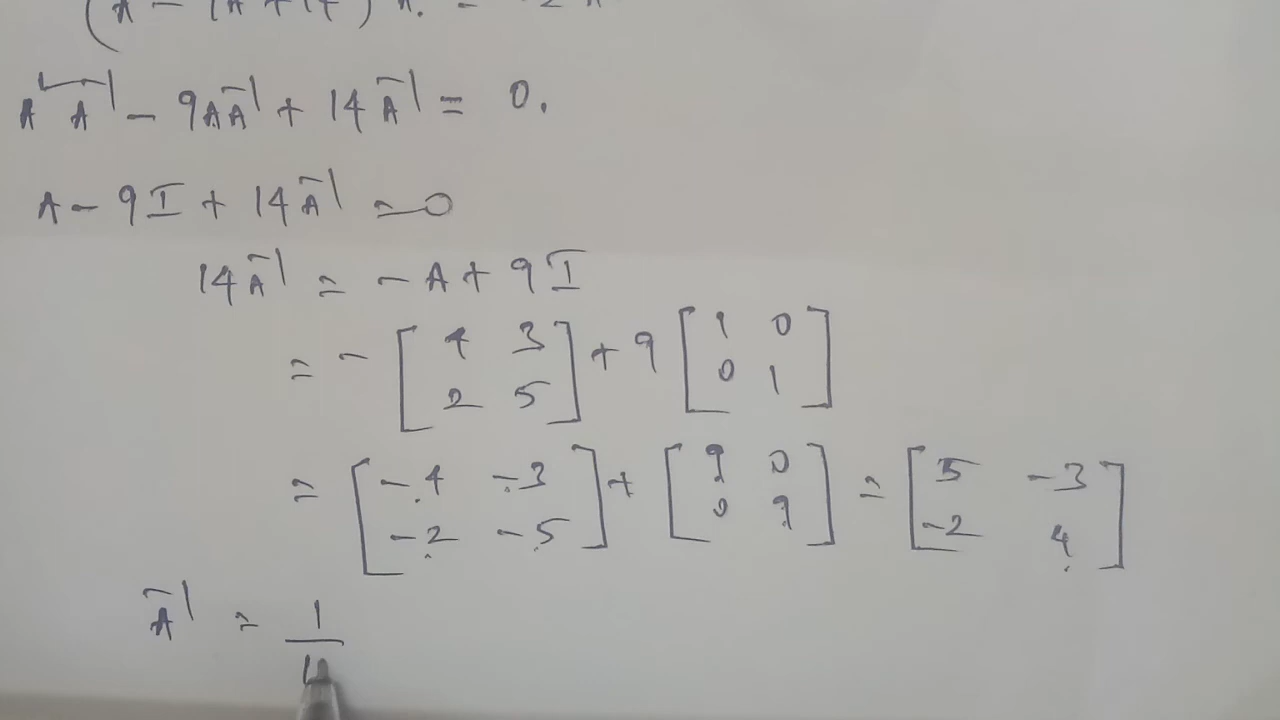 A A⁻¹ - 9AA⁻¹ + 14A⁻¹ = 0.
A - 9I + 14A⁻¹ = 0
14A⁻¹ = -A + 9I
= - [4 3; 2 5] + 9 [1 0; 0 1]
= [-4 -3; -2 -5] + [9 0; 0 9] = [5 -3; -2 4]
A⁻¹ = 1/